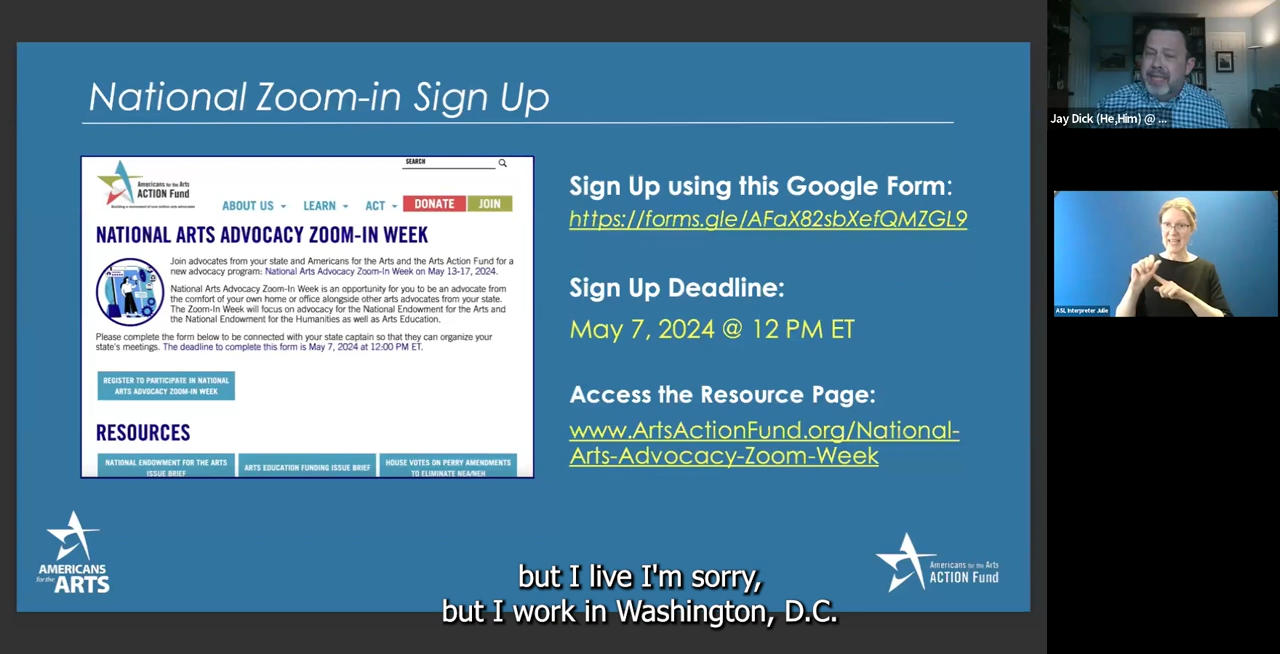 National Zoom-in Sign Up
SEARCH
Americans for the Arts
ACTION Fund
Building a movement of one million arts advocates
ABOUT US
LEARN
ACT
DONATE
JOIN
NATIONAL ARTS ADVOCACY ZOOM-IN WEEK
Join advocates from your state and Americans for the Arts and the Arts Action Fund for a
new advocacy program: National Arts Advocacy Zoom-In Week on May 13-17, 2024.
National Arts Advocacy Zoom-In Week is an opportunity for you to be an advocate from
the comfort of your own home or office alongside other arts advocates from your state.
The Zoom-In Week will focus on advocacy for the National Endowment for the Arts and
the National Endowment for the Humanities as well as Arts Education.
Please complete the form below to be connected with your state captain so that they can organize your
state's meetings. The deadline to complete this form is May 7, 2024 at 12:00 PM ET.
REGISTER TO PARTICIPATE IN NATIONAL
ARTS ADVOCACY ZOOM-IN WEEK
RESOURCES
NATIONAL ENDOWMENT FOR THE ARTS
ISSUE BRIEF
ARTS EDUCATION FUNDING ISSUE BRIEF
HOUSE VOTES ON PERRY AMENDMENTS
TO ELIMINATE NEA/NEH
Sign Up using this Google Form:
https://forms.gle/AFaX82sbXefQMZGL9
Sign Up Deadline:
May 7, 2024 @ 12 PM ET
Access the Resource Page:
www.ArtsActionFund.org/National-
Arts-Advocacy-Zoom-Week
AMERICANS
for the ARTS
Americans for the Arts
ACTION Fund
but I live I'm sorry,
but I work in Washington, D.C.
Jay Dick (He,Him) @ ...
ASL Interpreter Julie